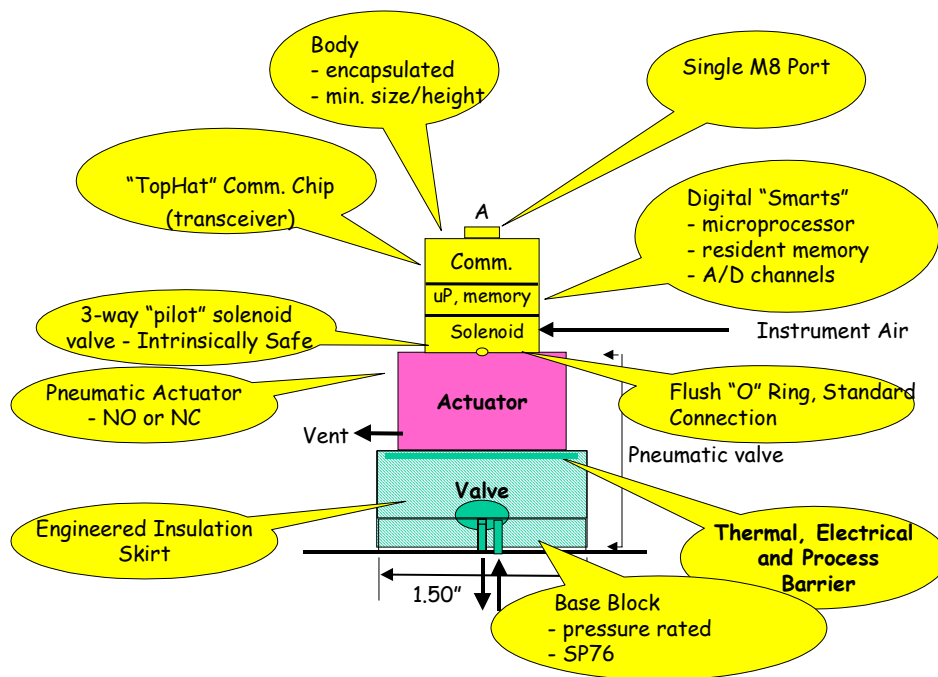 Body
- encapsulated
- min. size/height
Single M8 Port
“TopHat” Comm. Chip
(transceiver)
A
Digital “Smarts”
- microprocessor
- resident memory
- A/D channels
Comm.
uP, memory
Solenoid
3-way “pilot” solenoid
valve - Intrinsically Safe
Instrument Air
Pneumatic Actuator
- NO or NC
Actuator
Flush “O” Ring, Standard
Connection
Vent
Pneumatic valve
Valve
Engineered Insulation
Skirt
Thermal, Electrical
and Process
Barrier
1.50”
Base Block
- pressure rated
- SP76